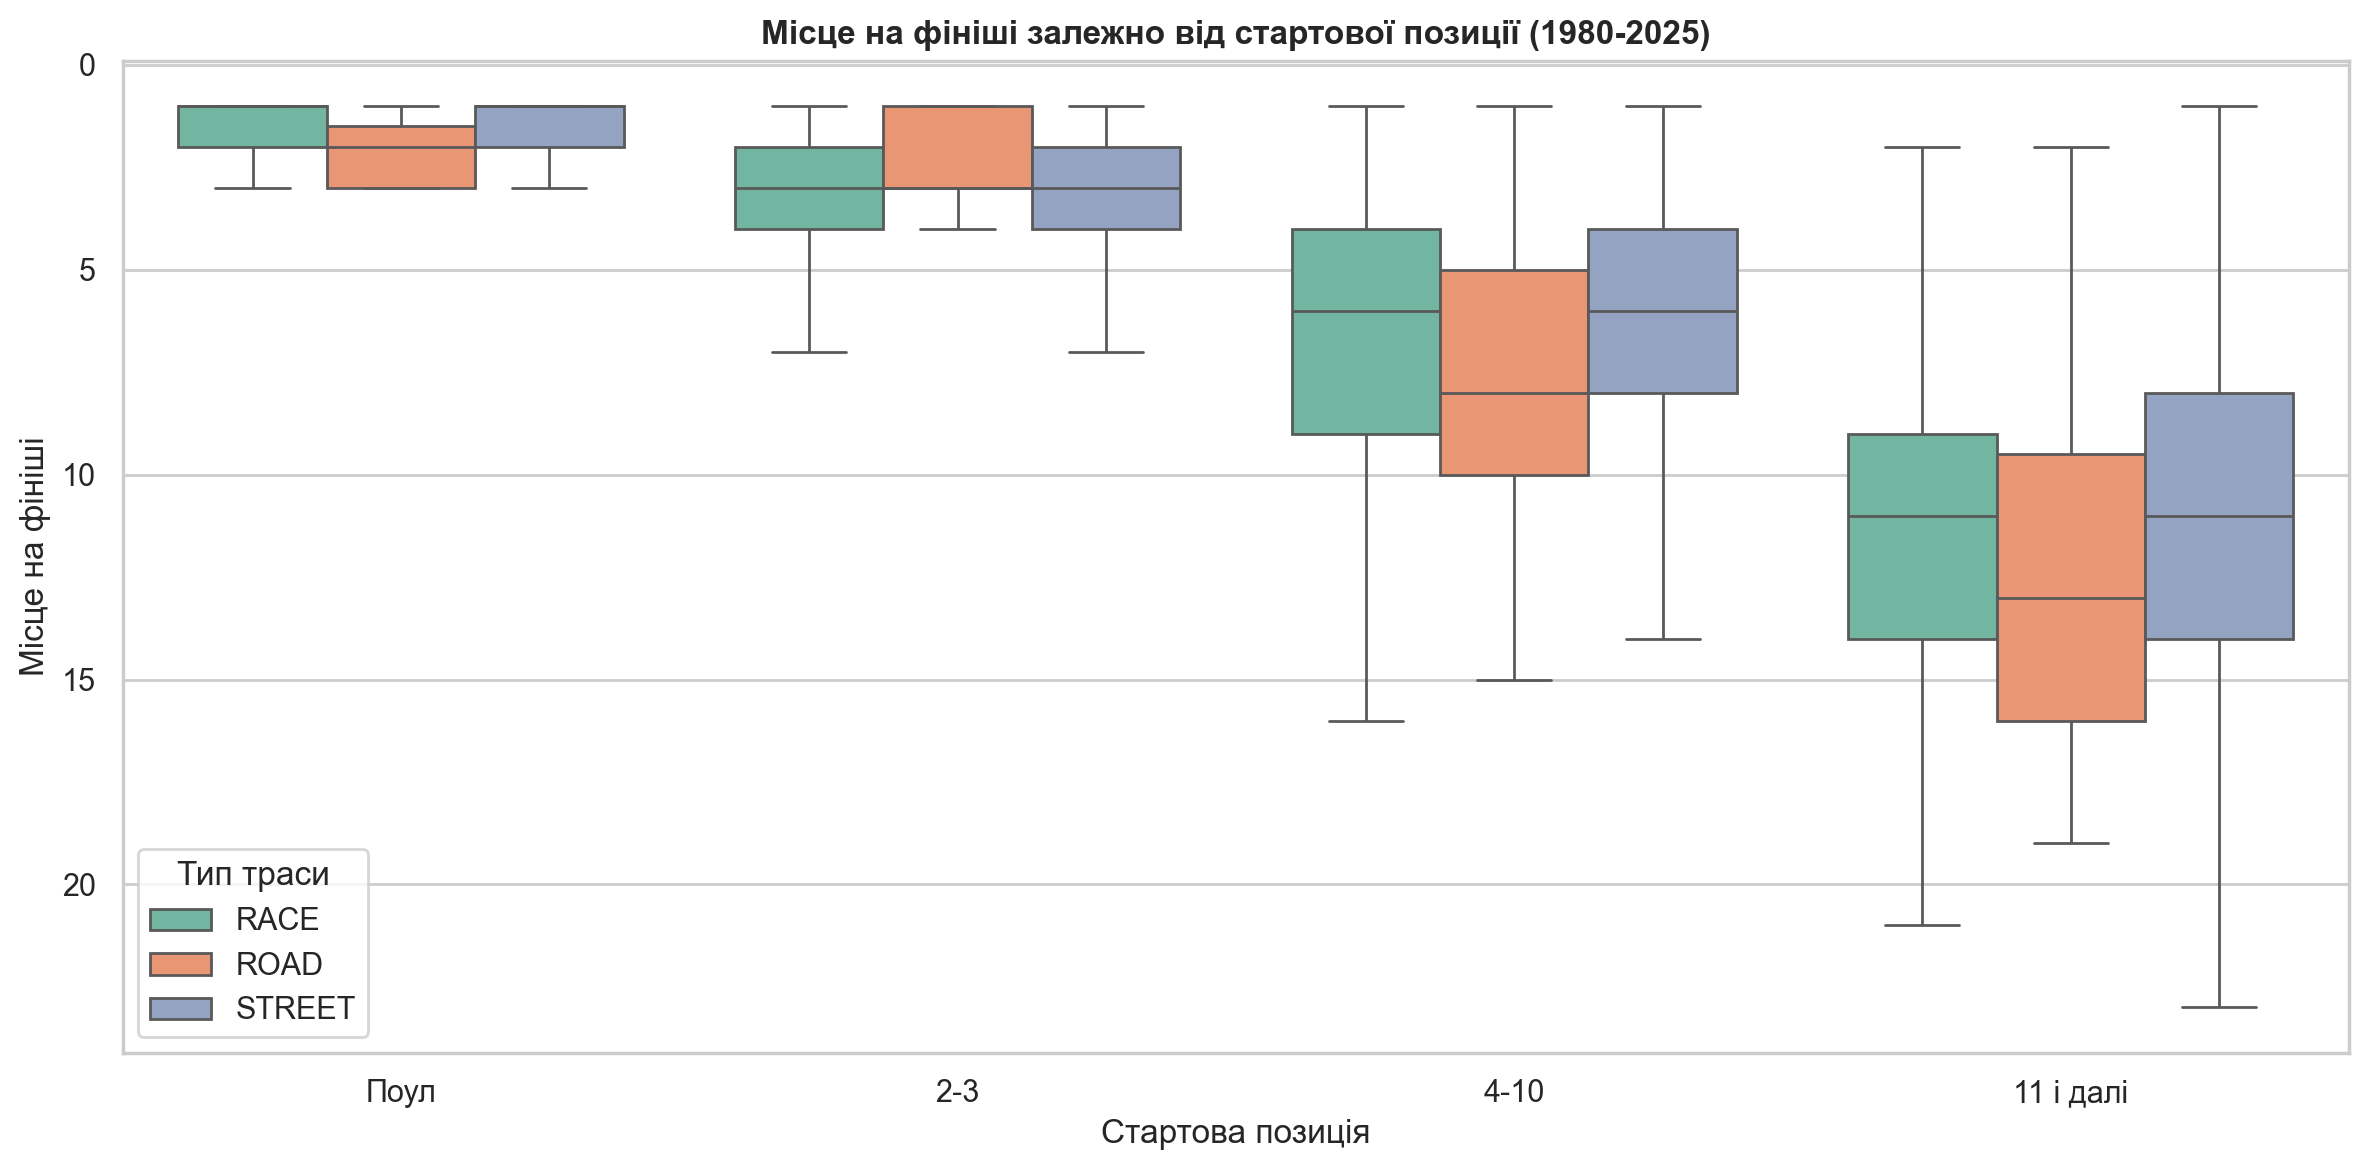 Місце на фініші залежно від стартової позиції (1980-2025)
Місце на фініші
0
5
10
15
20
Тип траси
RACE
ROAD
STREET
Поул
2-3
4-10
11 і далі
Стартова позиція